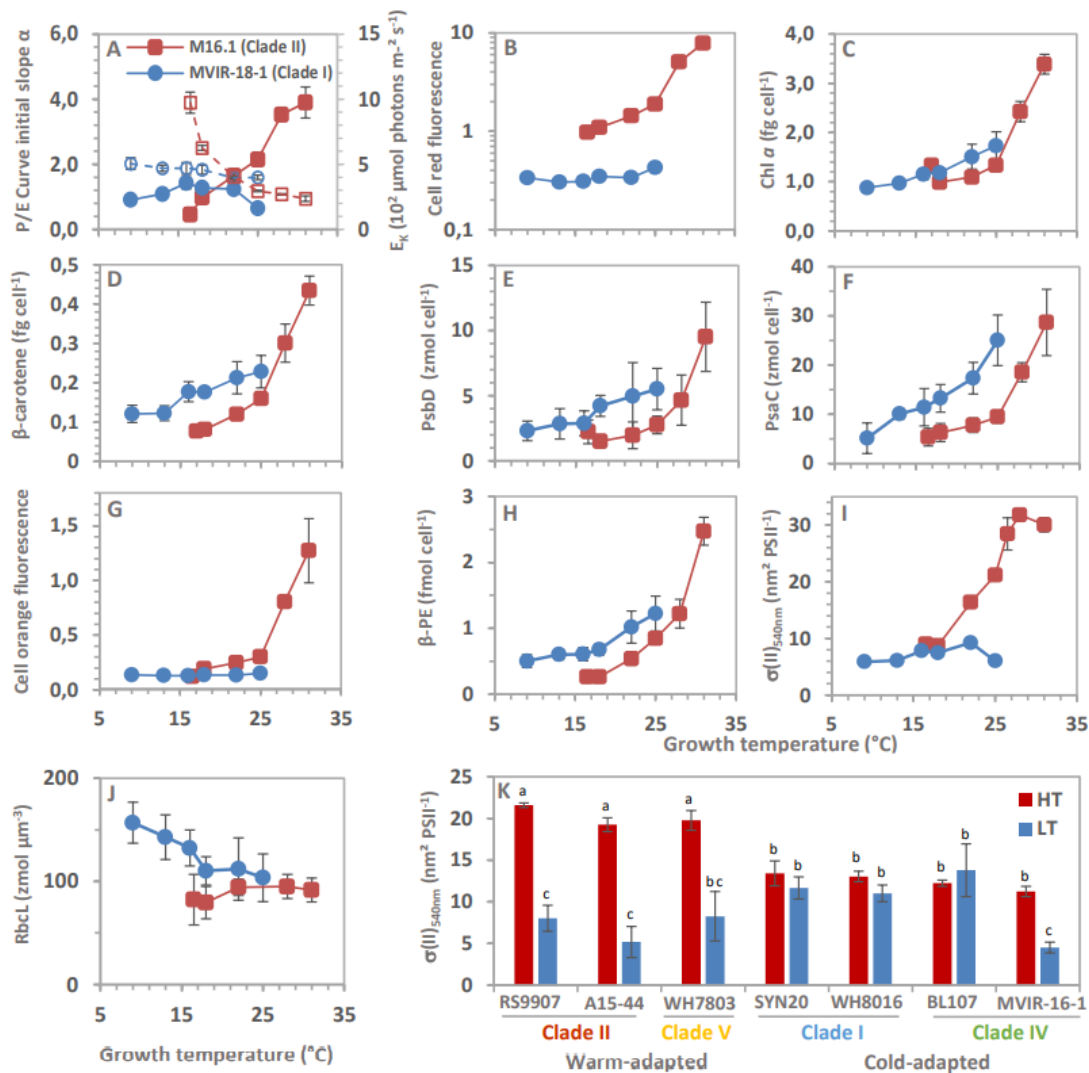 A
M16.1 (Clade II)
MVIR-18-1 (Clade I)
P/E Curve initial slope α
6,0
4,0
2,0
0,0
15
10
5
0
E_K (10² µmol photons m⁻² s⁻¹)
B
Cell red fluorescence
10
1
0,1
C
Chl a (fg cell⁻¹)
4,0
3,0
2,0
1,0
0,0
D
β-carotene (fg cell⁻¹)
0,5
0,4
0,3
0,2
0,1
0
E
PsbD (zmol cell⁻¹)
15
10
5
0
F
PsaC (zmol cell⁻¹)
40
30
20
10
0
G
Cell orange fluorescence
1,5
1,0
0,5
0,0
5 15 25 35
H
β-PE (fmol cell⁻¹)
3
2
1
0
5 15 25 35
I
σ(II)540nm (nm² PSII⁻¹)
30
20
10
0
5 15 25 35
Growth temperature (°C)
J
RbcL (zmol µm⁻³)
200
100
0
5 15 25 35
Growth temperature (°C)
K
HT
LT
σ(II)540nm (nm² PSII⁻¹)
25
20
15
10
5
0
a c a c a bc b b b b b b b c
RS9907 A15-44 WH7803 SYN20 WH8016 BL107 MVIR-16-1
Clade II Clade V Clade I Clade IV
Warm-adapted Cold-adapted